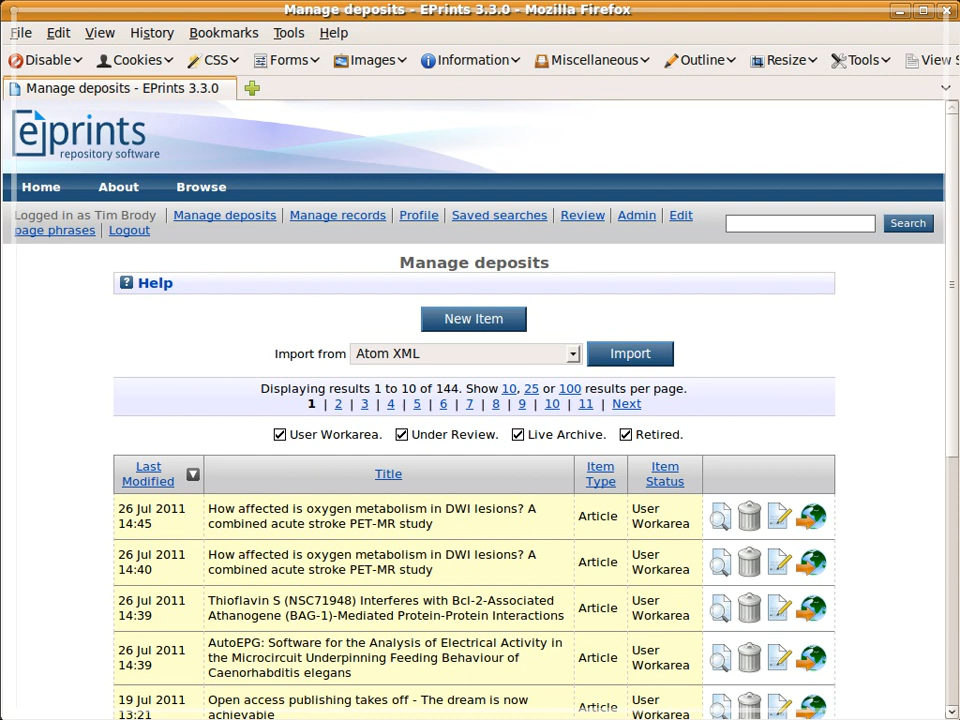 Manage deposits - EPrints 3.3.0 - Mozilla Firefox
File Edit View History Bookmarks Tools Help
Disable Cookies CSS Forms Images Information Miscellaneous Outline Resize Tools View S
Manage deposits - EPrints 3.3.0
eprints
repository software
Home About Browse
Logged in as Tim Brody | Manage deposits | Manage records | Profile | Saved searches | Review | Admin | Edit
page phrases | Logout
Search
Manage deposits
? Help
New Item
Import from Atom XML Import
Displaying results 1 to 10 of 144. Show 10, 25 or 100 results per page.
1 | 2 | 3 | 4 | 5 | 6 | 7 | 8 | 9 | 10 | 11 | Next
User Workarea. Under Review. Live Archive. Retired.
Last Modified Title Item Type Item Status
26 Jul 2011 How affected is oxygen metabolism in DWI lesions? A Article User
14:45 combined acute stroke PET-MR study Workarea
26 Jul 2011 How affected is oxygen metabolism in DWI lesions? A Article User
14:40 combined acute stroke PET-MR study Workarea
26 Jul 2011 Thioflavin S (NSC71948) Interferes with Bcl-2-Associated Article User
14:39 Athanogene (BAG-1)-Mediated Protein-Protein Interactions Workarea
26 Jul 2011 AutoEPG: Software for the Analysis of Electrical Activity in Article User
14:39 the Microcircuit Underpinning Feeding Behaviour of Workarea
Caenorhabditis elegans
19 Jul 2011 Open access publishing takes off - The dream is now Article User
13:21 achievable Workarea